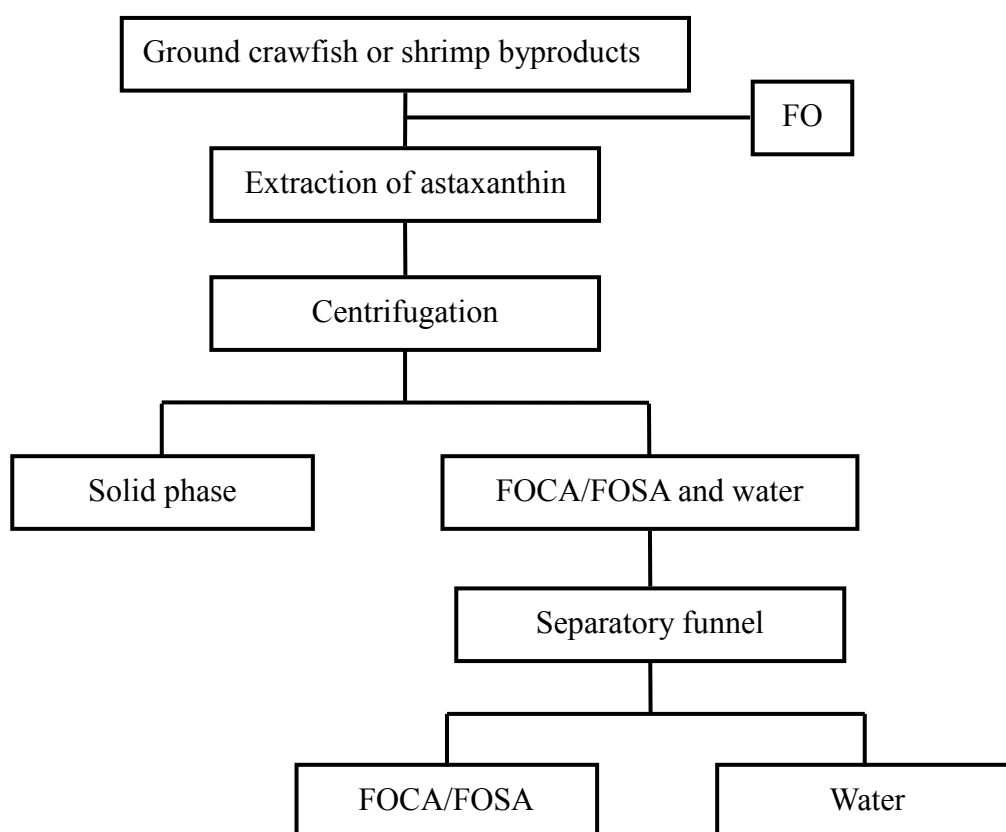 Ground crawfish or shrimp byproducts
FO
Extraction of astaxanthin
Centrifugation
Solid phase
FOCA/FOSA and water
Separatory funnel
FOCA/FOSA
Water